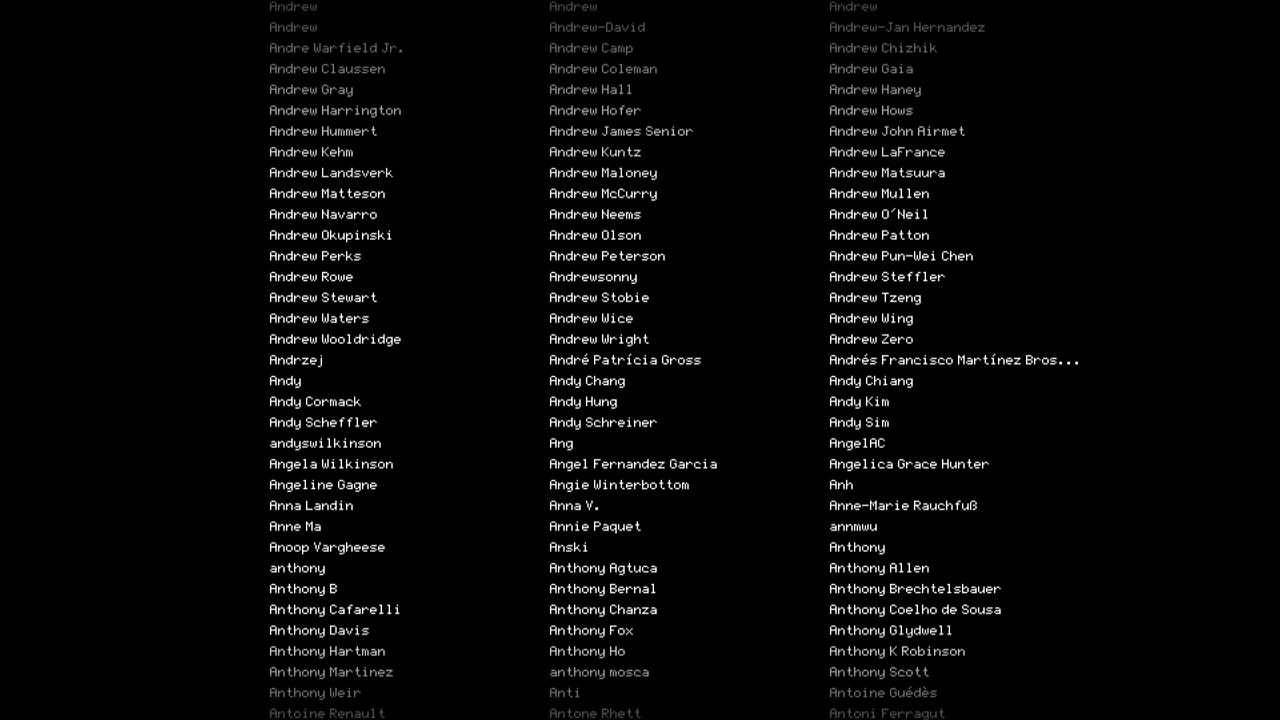 Andrew Andrew Andrew
Andrew Andrew-David Andrew-Jan Hernandez
Andre Warfield Jr. Andrew Camp Andrew Chizhik
Andrew Claussen Andrew Coleman Andrew Gaia
Andrew Gray Andrew Hall Andrew Haney
Andrew Harrington Andrew Hofer Andrew Hows
Andrew Hummert Andrew James Senior Andrew John Airmet
Andrew Kehm Andrew Kuntz Andrew LaFrance
Andrew Landsverk Andrew Maloney Andrew Matsuura
Andrew Matteson Andrew McCurry Andrew Mullen
Andrew Navarro Andrew Neems Andrew O´Neil
Andrew Okupinski Andrew Olson Andrew Patton
Andrew Perks Andrew Peterson Andrew Pun-Wei Chen
Andrew Rowe Andrewsonny Andrew Steffler
Andrew Stewart Andrew Stobie Andrew Tzeng
Andrew Waters Andrew Wice Andrew Wing
Andrew Wooldridge Andrew Wright Andrew Zero
Andrzej André Patrícia Gross Andrés Francisco Martínez Bros...
Andy Andy Chang Andy Chiang
Andy Cormack Andy Hung Andy Kim
Andy Scheffler Andy Schreiner Andy Sim
andyswilkinson Ang AngelAC
Angela Wilkinson Angel Fernandez Garcia Angelica Grace Hunter
Angeline Gagne Angie Winterbottom Anh
Anna Landin Anna V. Anne-Marie Rauchfuß
Anne Ma Annie Paquet annmwu
Anoop Vargheese Anski Anthony
anthony Anthony Agtuca Anthony Allen
Anthony B Anthony Bernal Anthony Brechtelsbauer
Anthony Cafarelli Anthony Chanza Anthony Coelho de Sousa
Anthony Davis Anthony Fox Anthony Glydwell
Anthony Hartman Anthony Ho Anthony K Robinson
Anthony Martinez anthony mosca Anthony Scott
Anthony Weir Anti Antoine Guédès
Antoine Renault Antone Rhett Antoni Ferragut